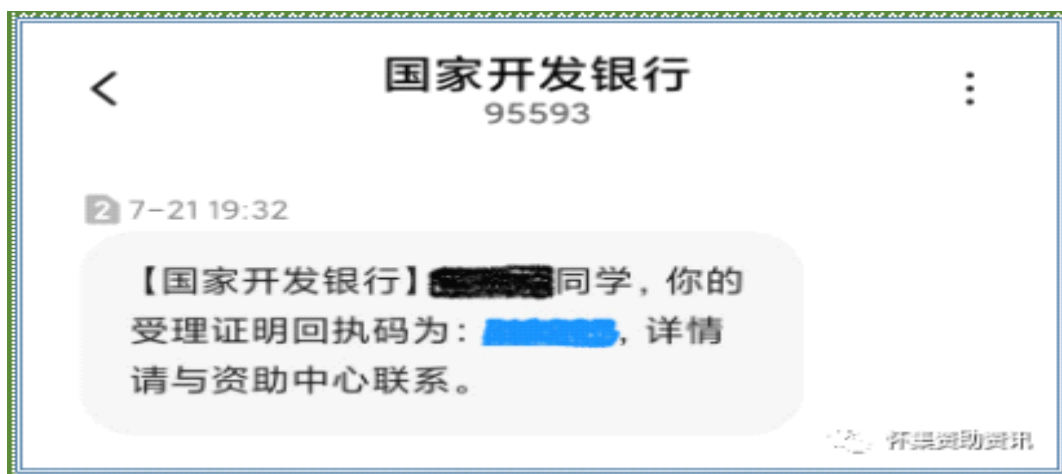 国家开发银行
95593
2 7-21 19:32
【国家开发银行】同学，你的
受理证明回执码为：，详情
请与资助中心联系。
怀集资助资讯